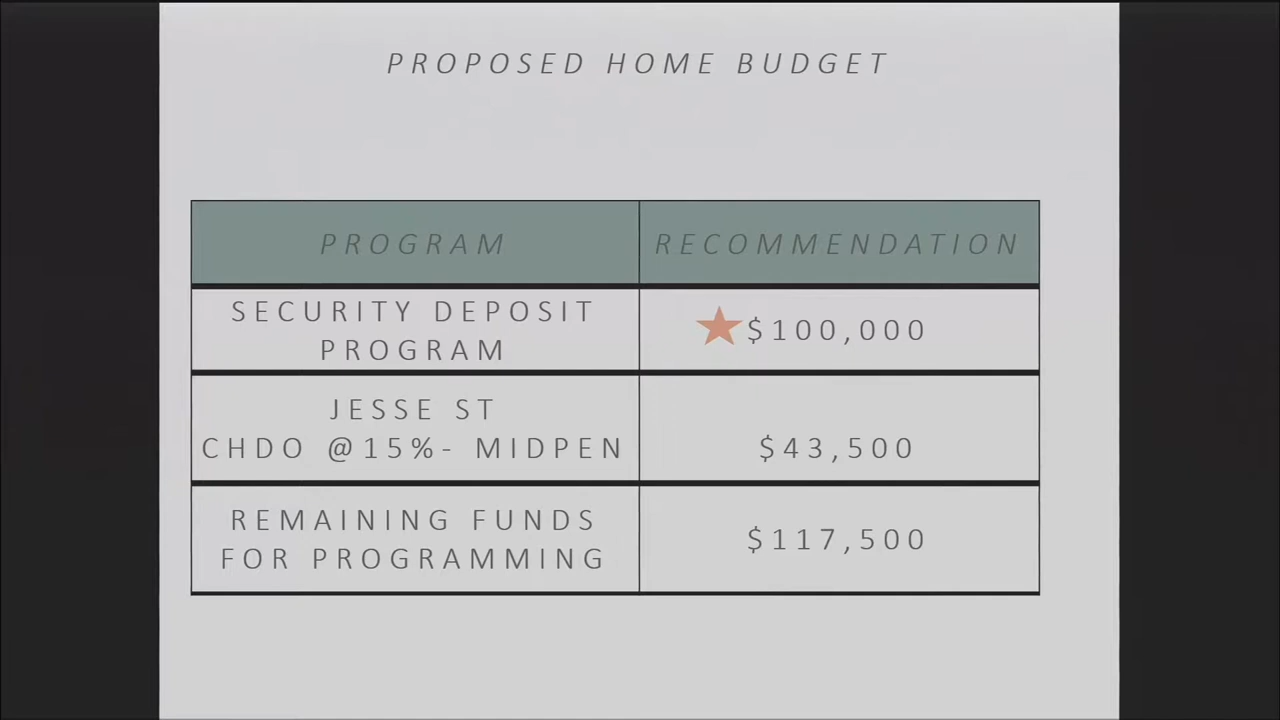 PROPOSED HOME BUDGET
PROGRAM
RECOMMENDATION
SECURITY DEPOSIT
PROGRAM
$100,000
JESSE ST
CHDO @15%- MIDPEN
$43,500
REMAINING FUNDS
FOR PROGRAMMING
$117,500